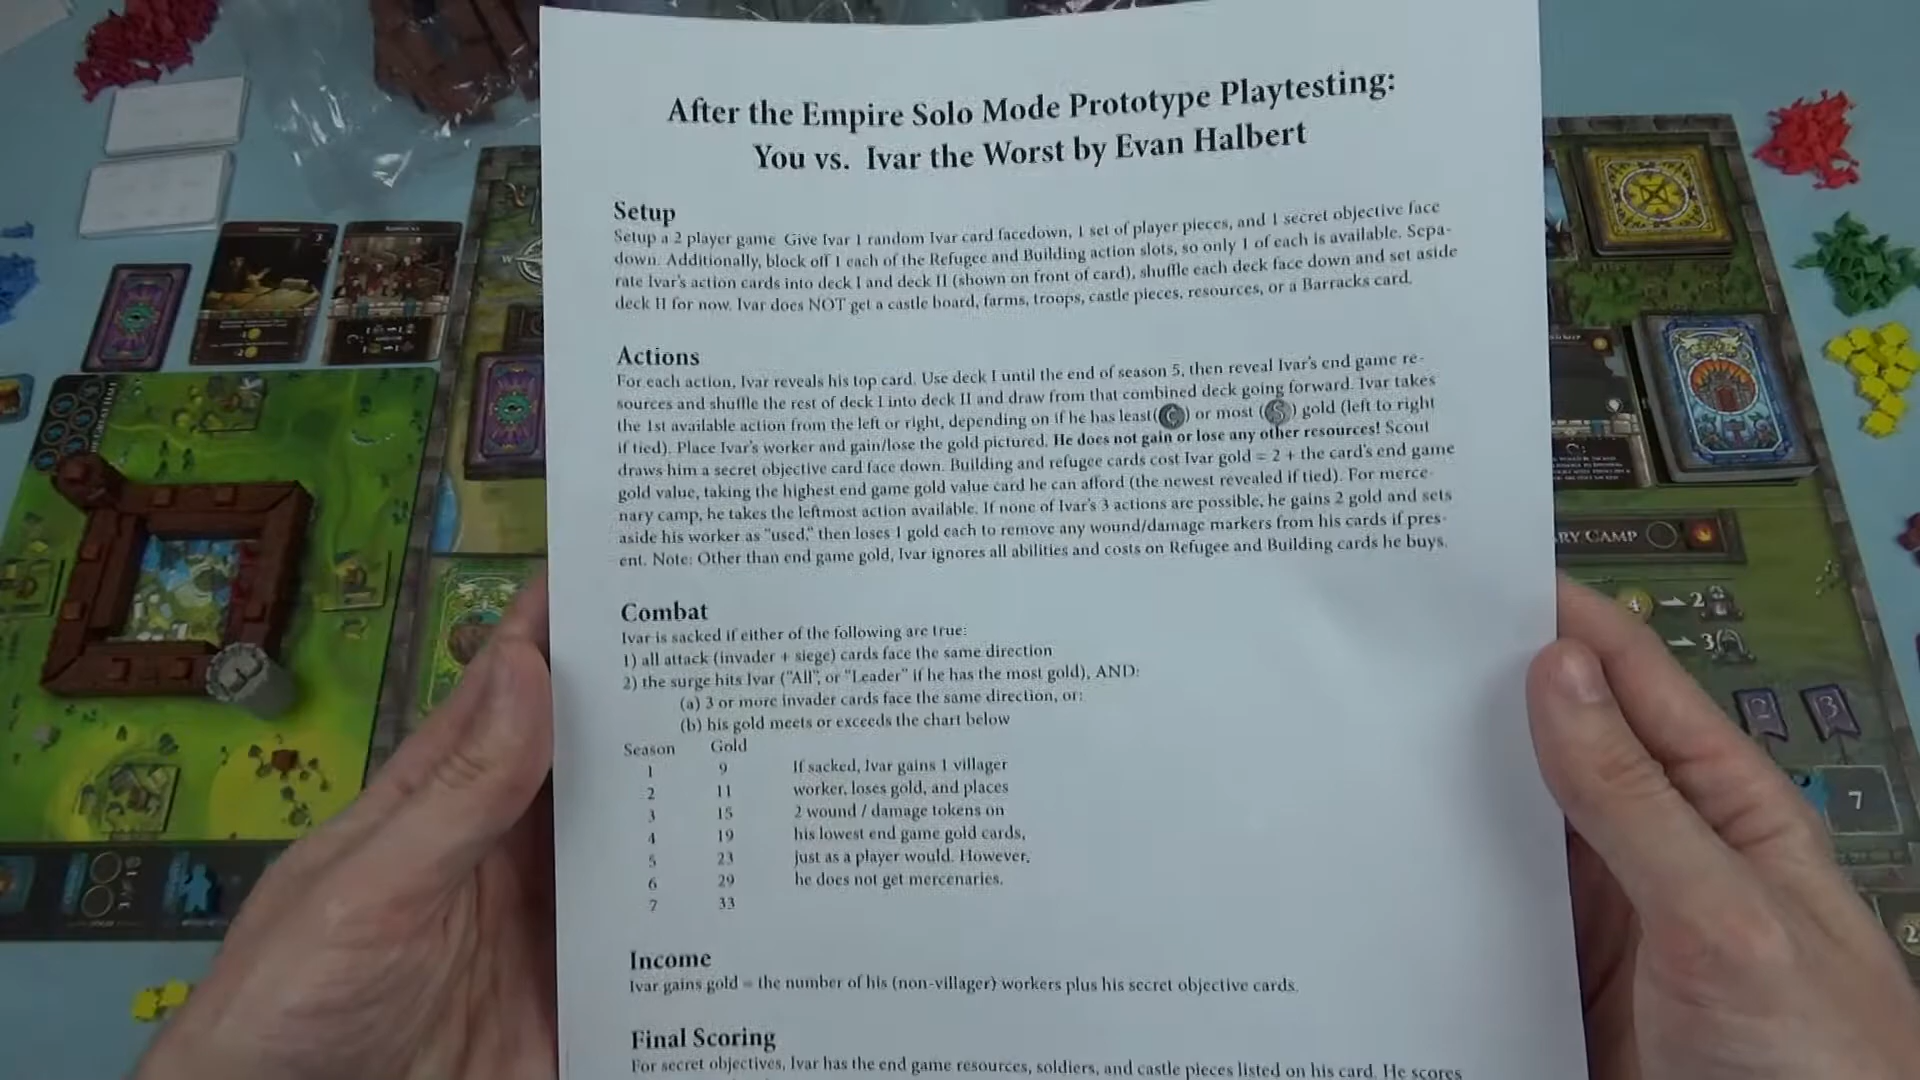 After the Empire Solo Mode Prototype Playtesting:
You vs. Ivar the Worst by Evan Halbert
Setup
Setup a 2 player game Give Ivar 1 random Ivar card facedown, 1 set of player pieces, and 1 secret objective face
down. Additionally, block off 1 each of the Refugee and Building action slots, so only 1 of each is available. Sepa-
rate Ivar's action cards into deck I and deck II (shown on front of card), shuffle each deck face down and set aside
deck II for now. Ivar does NOT get a castle board, farms, troops, castle pieces, resources, or a Barracks card.
Actions
For each action, Ivar reveals his top card. Use deck I until the end of season 5, then reveal Ivar's end game re-
sources and shuffle the rest of deck I into deck II and draw from that combined deck going forward. Ivar takes
the 1st available action from the left or right, depending on if he has least( ) or most ( ) gold (left to right
if tied). Place Ivar's worker and gain/lose the gold pictured. He does not gain or lose any other resources! Scout
draws him a secret objective card face down. Building and refugee cards cost Ivar gold = 2 + the card's end game
gold value, taking the highest end game gold value card he can afford (the newest revealed if tied). For merce-
nary camp, he takes the leftmost action available. If none of Ivar's 3 actions are possible, he gains 2 gold and sets
aside his worker as "used," then loses 1 gold each to remove any wound/damage markers from his cards if pres-
ent. Note: Other than end game gold, Ivar ignores all abilities and costs on Refugee and Building cards he buys.
Combat
Ivar is sacked if either of the following are true:
1) all attack (invader + siege) cards face the same direction
2) the surge hits Ivar ("All", or "Leader" if he has the most gold), AND:
(a) 3 or more invader cards face the same direction, or:
(b) his gold meets or exceeds the chart below
Season Gold
1 9 If sacked, Ivar gains 1 villager
2 11 worker, loses gold, and places
3 15 2 wound / damage tokens on
4 19 his lowest end game gold cards,
5 23 just as a player would. However,
6 29 he does not get mercenaries.
7 33
Income
Ivar gains gold = the number of his (non-villager) workers plus his secret objective cards.
Final Scoring
For secret objectives, Ivar has the end game resources, soldiers, and castle pieces listed on his card. He scores
RY CAMP
4 2
3
2 3
7
2